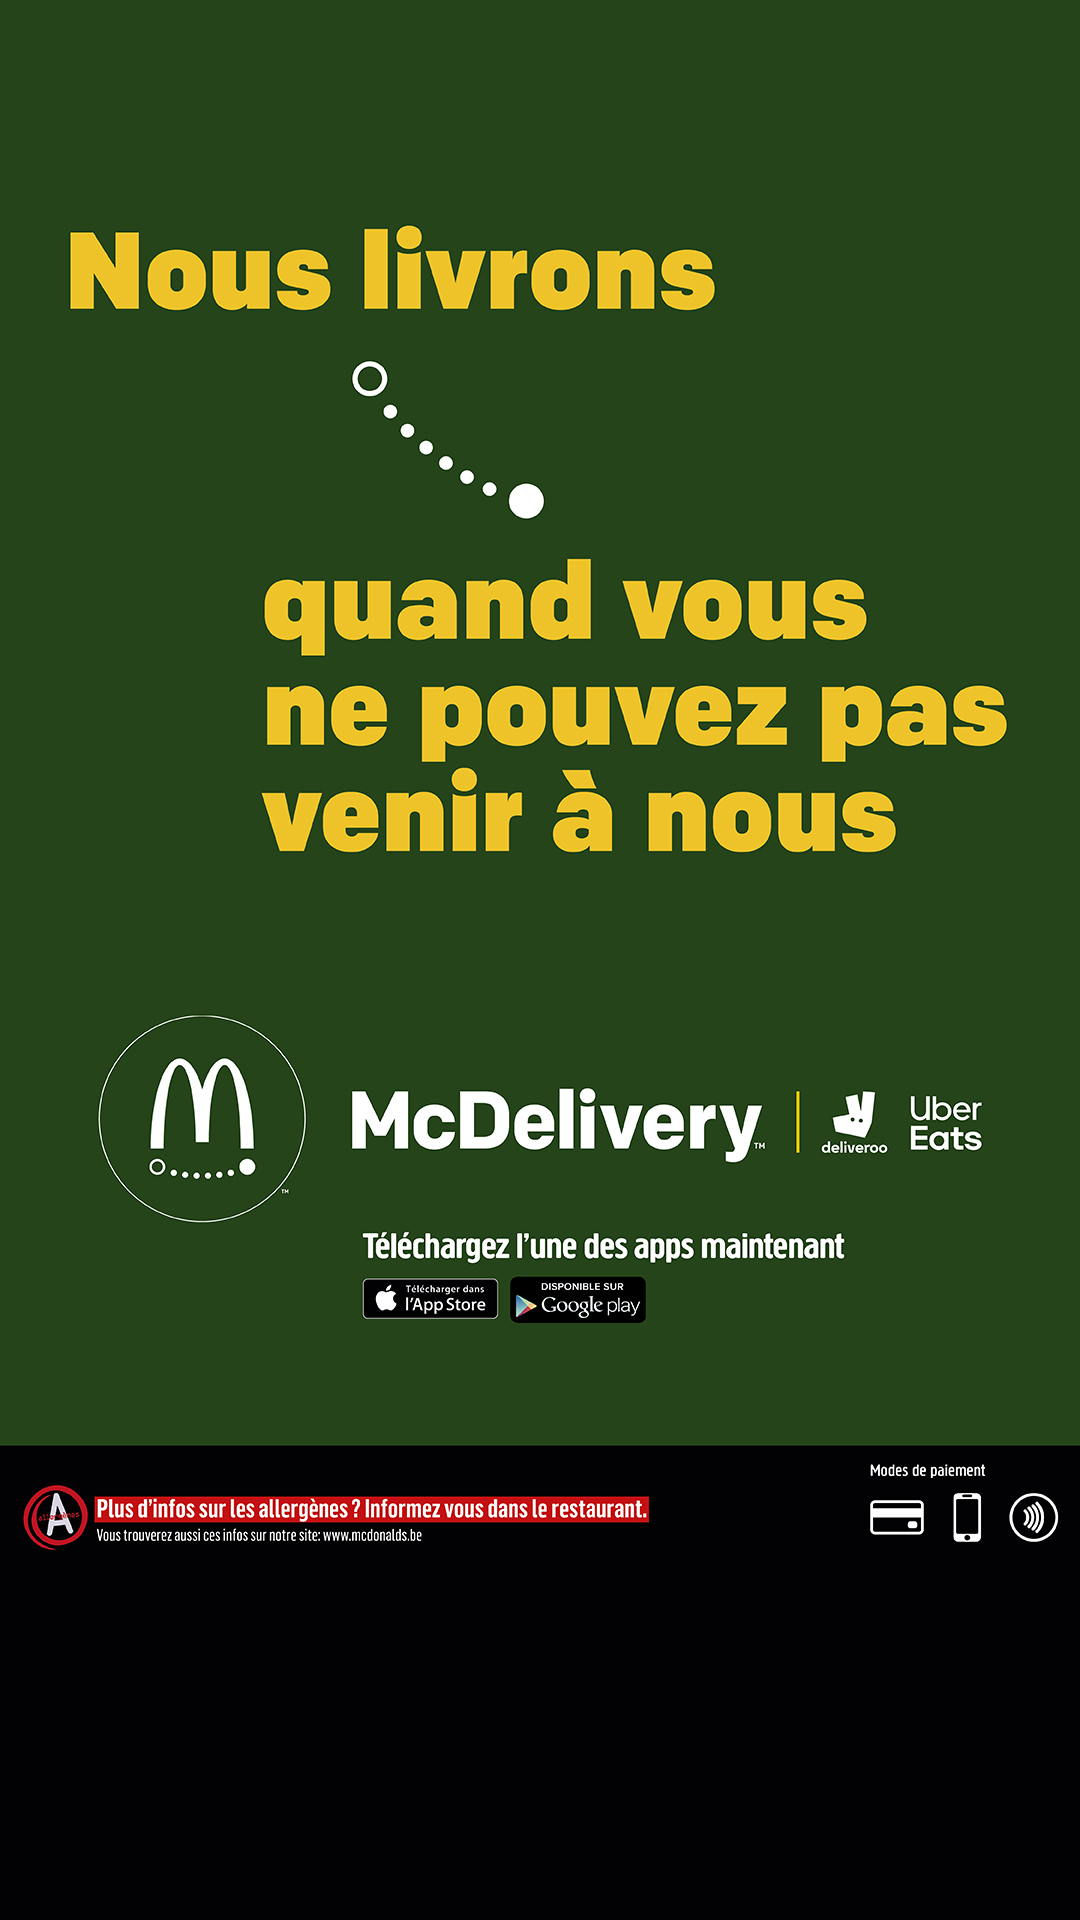 Nous livrons
quand vous
ne pouvez pas
venir à nous
McDelivery™
deliveroo
Uber
Eats
™
Téléchargez l'une des apps maintenant
Télécharger dans
l'App Store
DISPONIBLE SUR
Google play
Modes de paiement
A
allergènes
Plus d'infos sur les allergènes ? Informez vous dans le restaurant.
Vous trouverez aussi ces infos sur notre site: www.mcdonalds.be